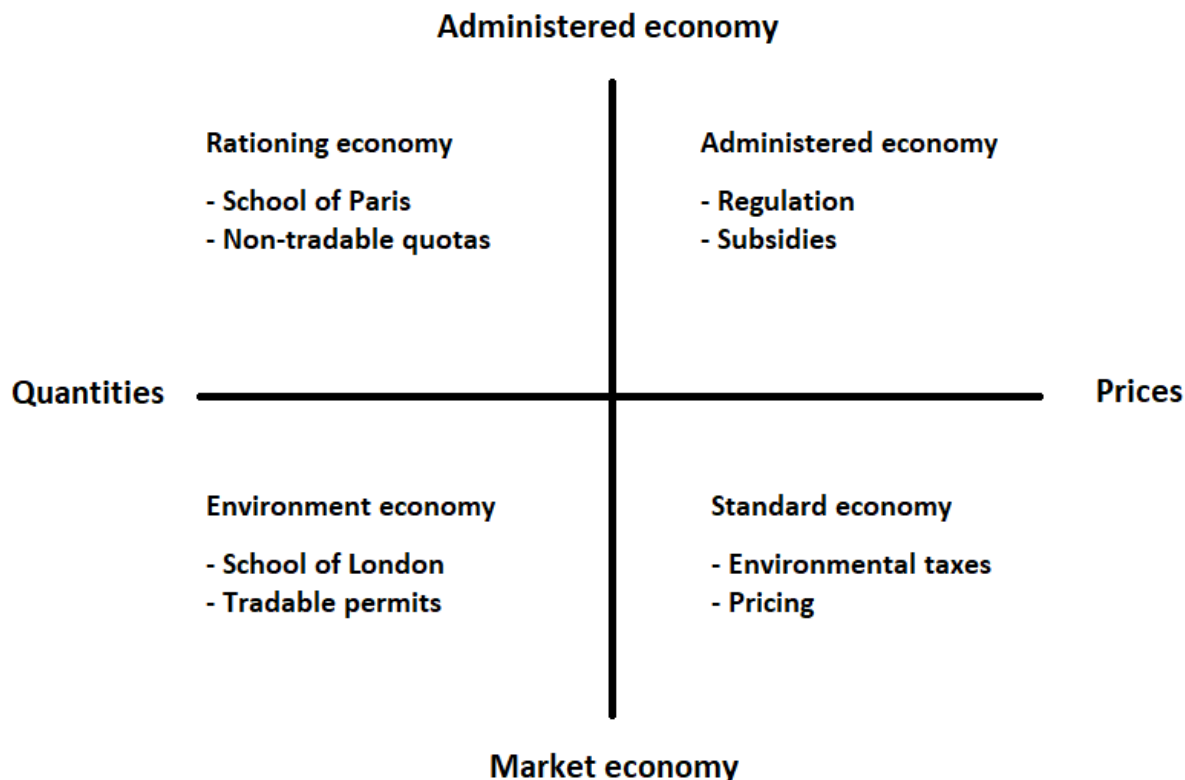 Administered economy
Rationing economy
- School of Paris
- Non-tradable quotas
Administered economy
- Regulation
- Subsidies
Quantities
Prices
Environment economy
- School of London
- Tradable permits
Standard economy
- Environmental taxes
- Pricing
Market economy